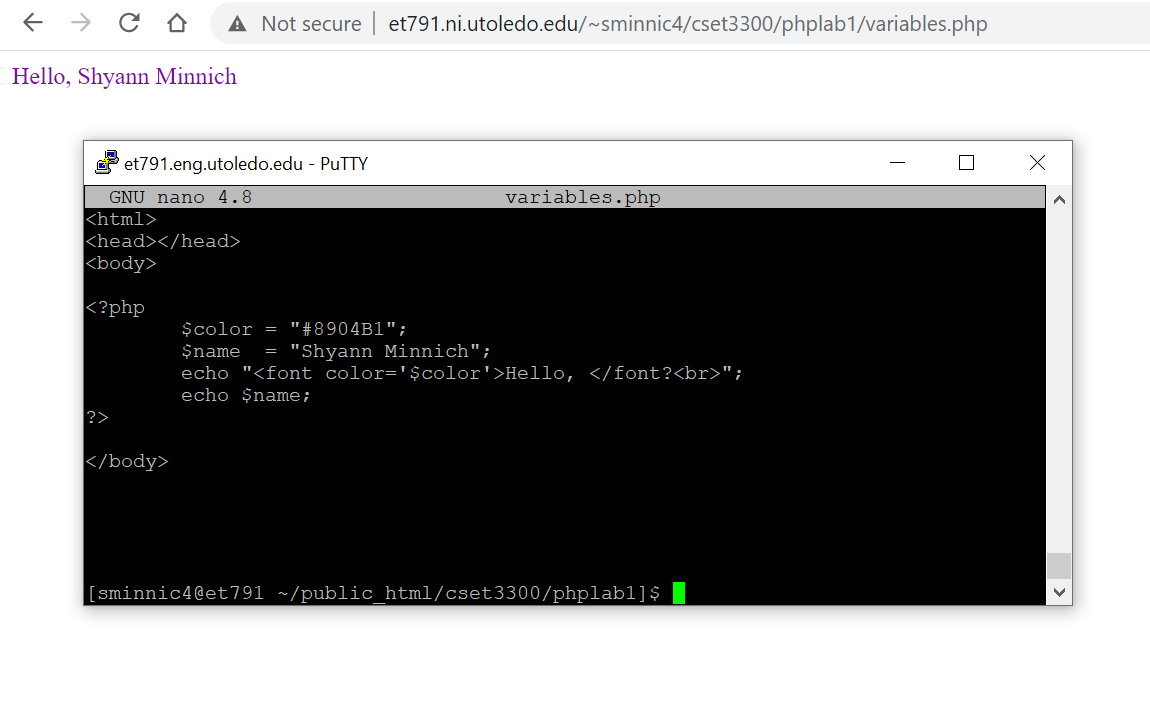 Not secure | et791.ni.utoledo.edu/~sminnic4/cset3300/phplab1/variables.php
Hello, Shyann Minnich
et791.eng.utoledo.edu - PuTTY
GNU nano 4.8 variables.php
<html>
<head></head>
<body>
<?php
$color = "#8904B1";
$name  = "Shyann Minnich";
echo "<font color='$color'>Hello, </font?<br>";
echo $name;
?>
</body>
[sminnic4@et791 ~/public_html/cset3300/phplab1]$